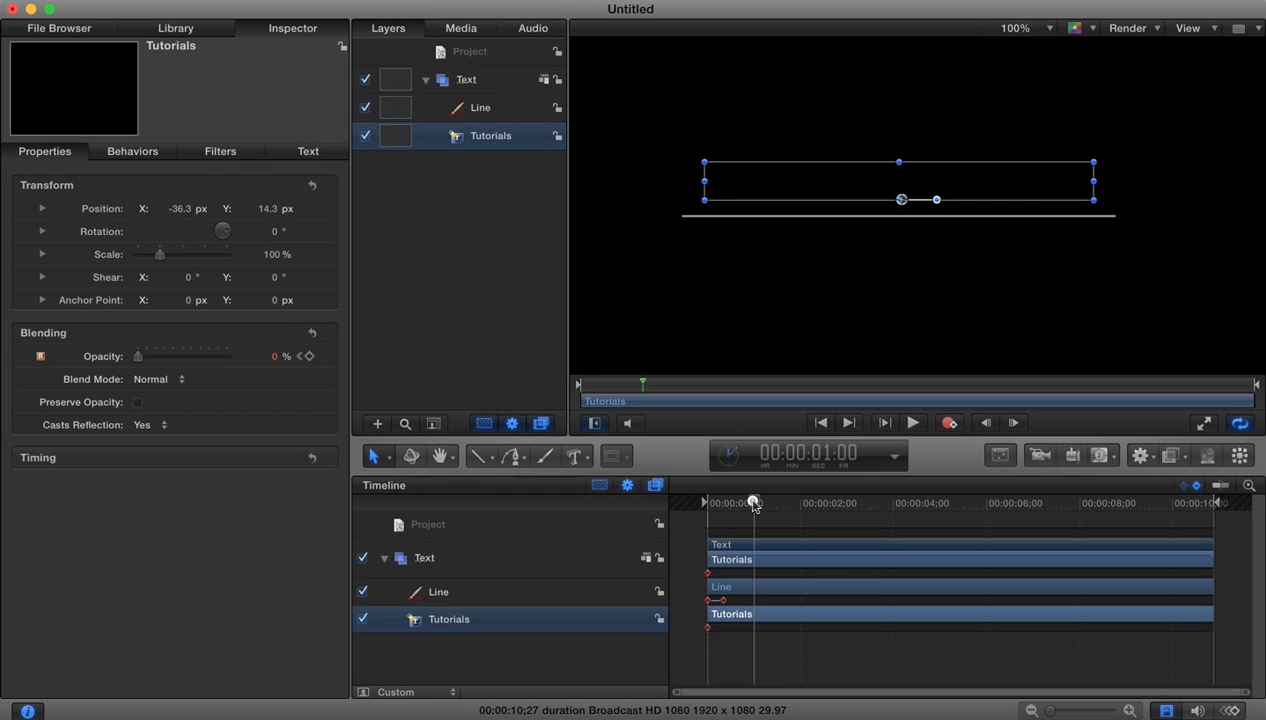 Untitled
File Browser Library Inspector Layers Media Audio 100% Render View
Tutorials
Project
Text
Line
Tutorials
Properties Behaviors Filters Text
Transform
Position: X: -36.3 px Y: 14.3 px
Rotation: 0 °
Scale: 100 %
Shear: X: 0 ° Y: 0 °
Anchor Point: X: 0 px Y: 0 px
Blending
Opacity: 0 %
Blend Mode: Normal
Preserve Opacity:
Casts Reflection: Yes
Timing
Tutorials
00:00:01:00
HR MIN SEC FR
Timeline
00:00:02;00 00:00:04;00 00:00:06;00 00:00:08;00
Project
Text Text
Tutorials
Line Line
Tutorials Tutorials
Custom
00:00:10;27 duration Broadcast HD 1080 1920 x 1080 29.97